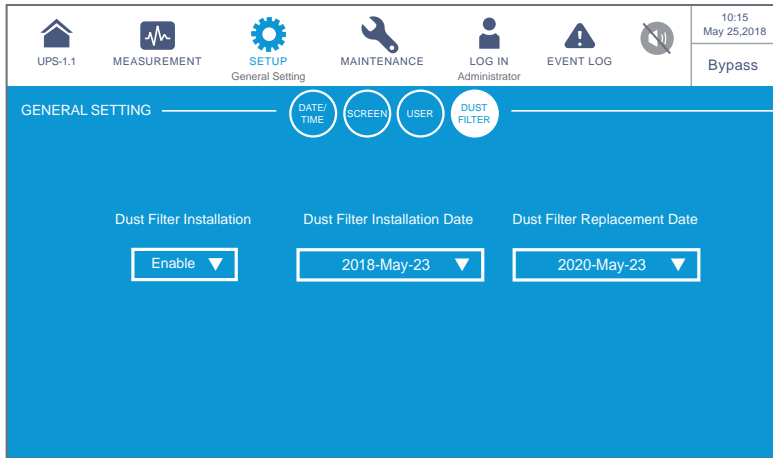 10:15
May 25,2018
UPS-1.1
MEASUREMENT
SETUP
General Setting
MAINTENANCE
LOG IN
Administrator
EVENT LOG
Bypass
GENERAL SETTING
DATE/
TIME
SCREEN
USER
DUST
FILTER
Dust Filter Installation
Dust Filter Installation Date
Dust Filter Replacement Date
Enable
2018-May-23
2020-May-23